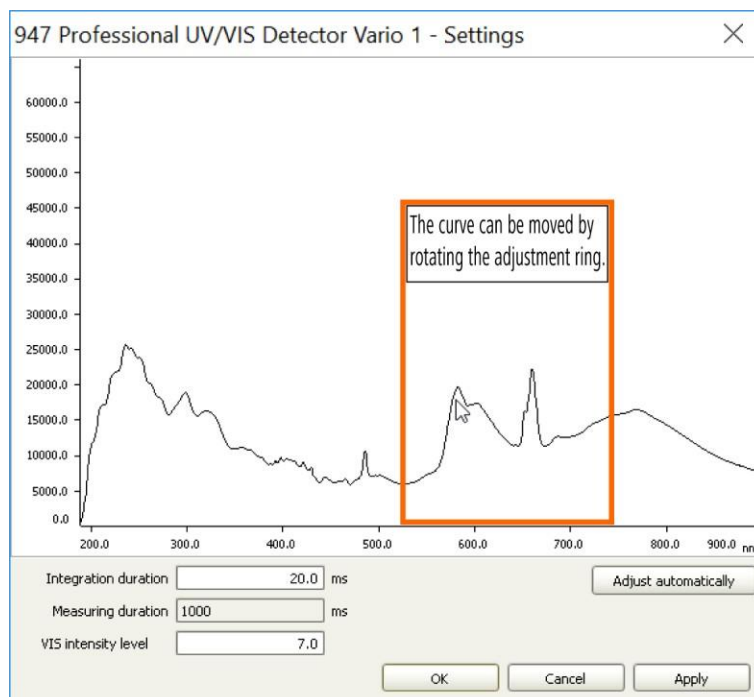 947 Professional UV/VIS Detector Vario 1 - Settings
60000.0
55000.0
50000.0
45000.0
40000.0
35000.0
30000.0
25000.0
20000.0
15000.0
10000.0
5000.0
0.0
The curve can be moved by
rotating the adjustment ring.
200.0 300.0 400.0 500.0 600.0 700.0 800.0 900.0
Integration duration 20.0 ms Adjust automatically
Measuring duration 1000 ms
VIS intensity level 7.0
OK Cancel Apply